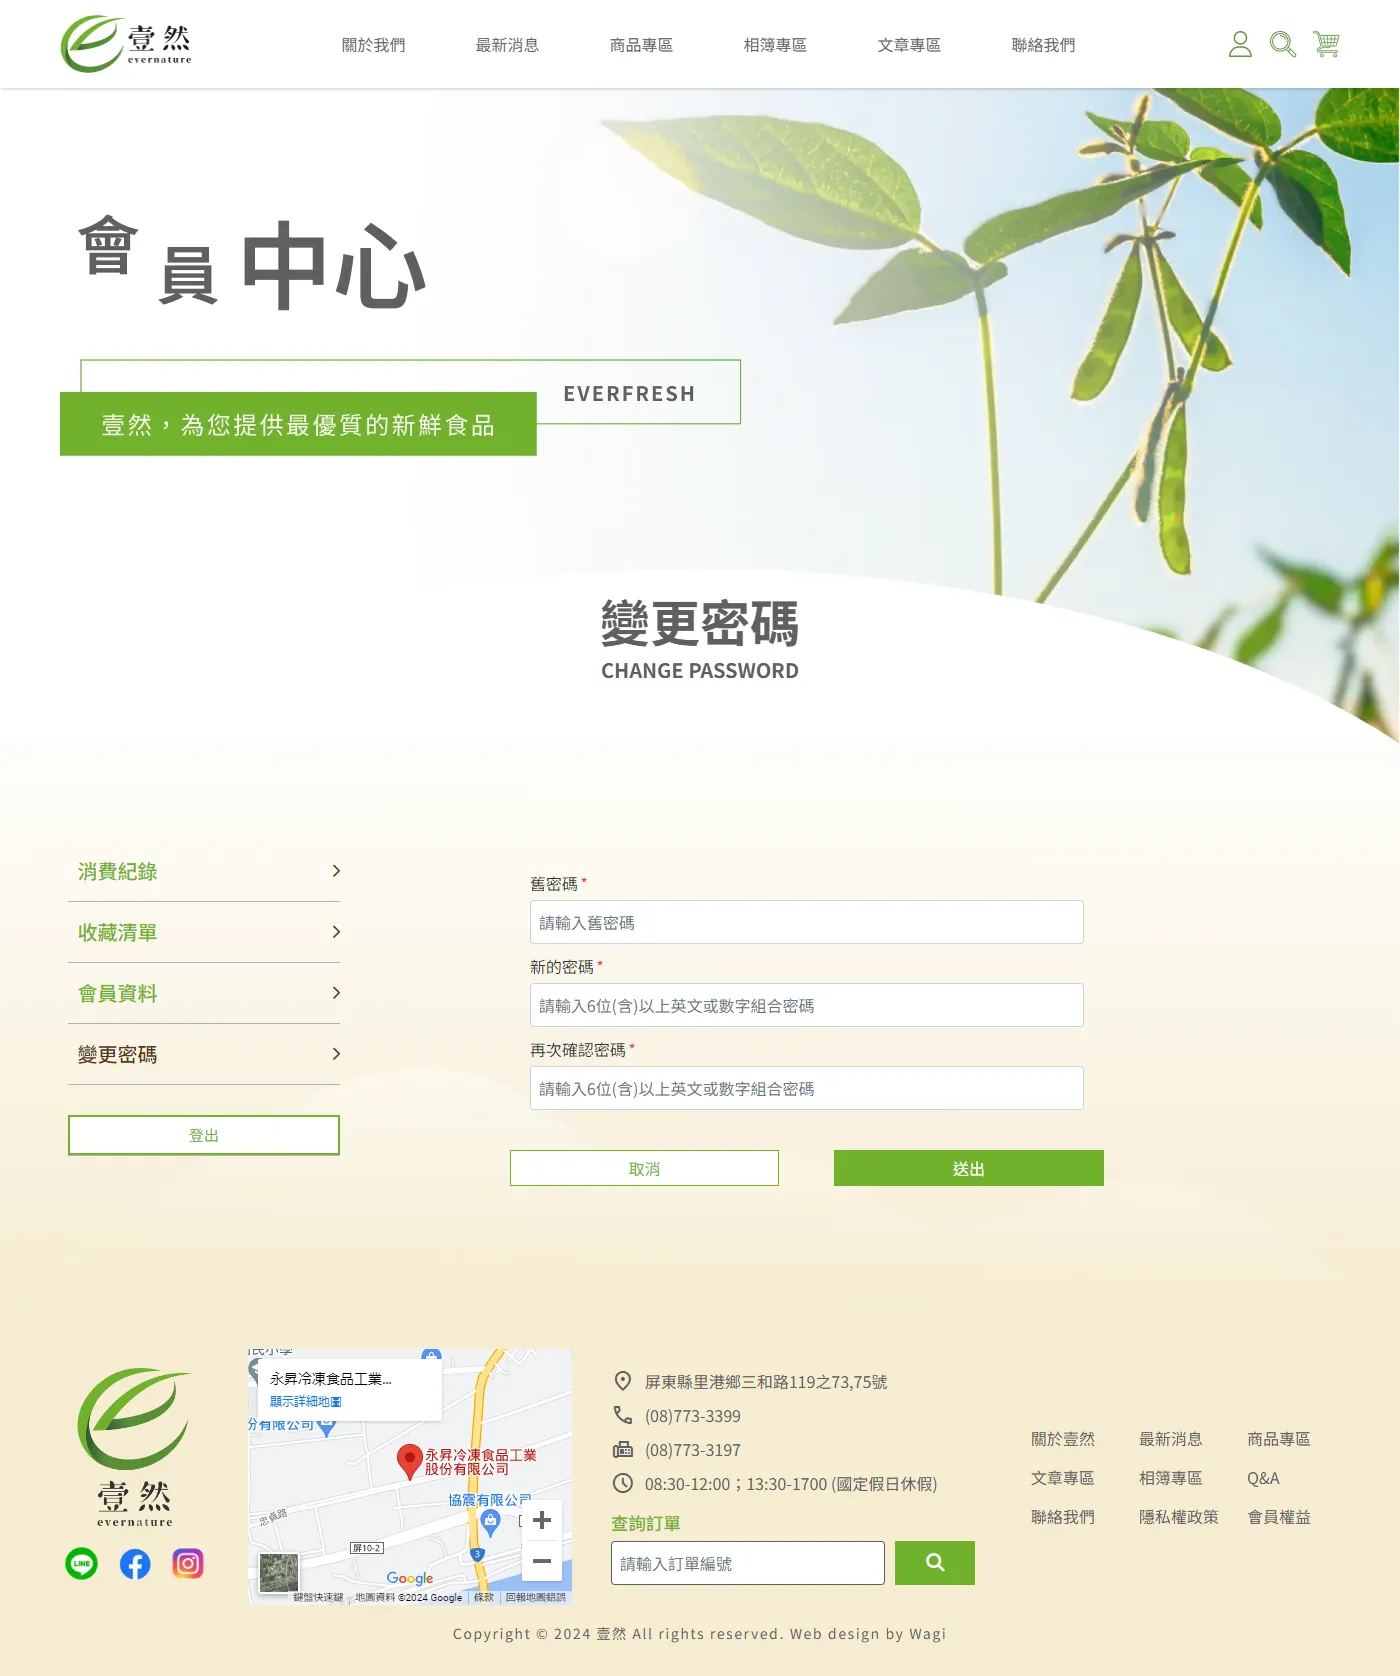 壹然
evernature
關於我們
最新消息
商品專區
相簿專區
文章專區
聯絡我們
會員中心
EVERFRESH
壹然，為您提供最優質的新鮮食品
變更密碼
CHANGE PASSWORD
消費紀錄
收藏清單
會員資料
變更密碼
登出
舊密碼 *
請輸入舊密碼
新的密碼 *
請輸入6位(含)以上英文或數字組合密碼
再次確認密碼 *
請輸入6位(含)以上英文或數字組合密碼
取消
送出
壹然
evernature
LINE
永昇冷凍食品工業...
顯示詳細地圖
份有限公司
永昇冷凍食品工業
股份有限公司
協震有限公司
忠貞路
屏10-2
3
Google
鍵盤快速鍵
地圖資料 ©2024 Google
條款
回報地圖錯誤
屏東縣里港鄉三和路119之73,75號
(08)773-3399
(08)773-3197
08:30-12:00；13:30-1700 (國定假日休假)
查詢訂單
請輸入訂單編號
關於壹然
最新消息
商品專區
文章專區
相簿專區
Q&A
聯絡我們
隱私權政策
會員權益
Copyright © 2024 壹然 All rights reserved. Web design by Wagi